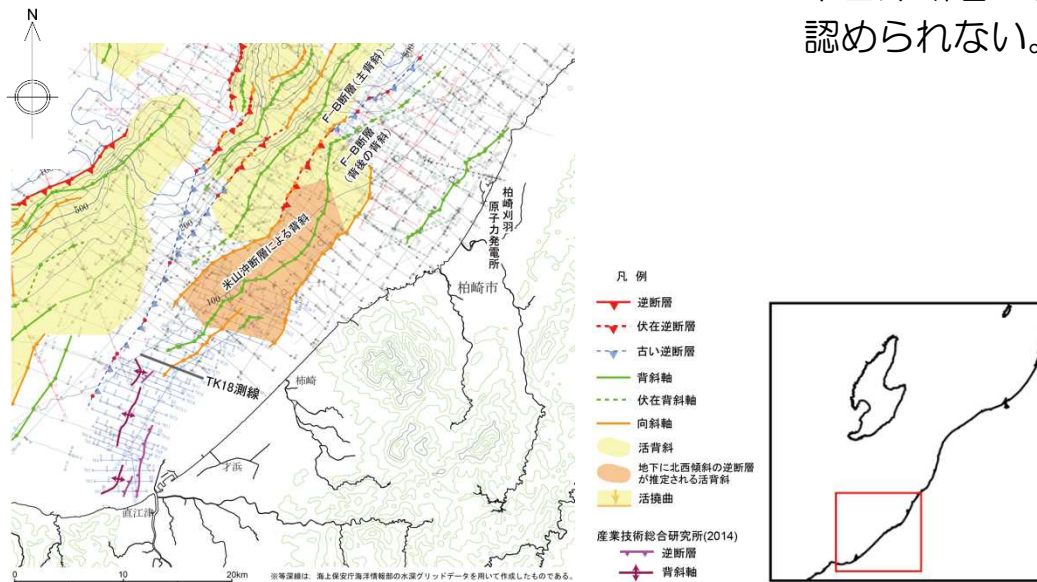 認められない。
N
F-B断層(主背斜)
F-B断層
(背後の背斜)
米山沖断層による背斜
柏崎刈羽
原子力発電所
柏崎市
500
200
100
TK18測線
柿崎
才浜
直江津
0 10 20km
※等深線は、海上保安庁海洋情報部の水深グリッドデータを用いて作成したものである。
凡 例
逆断層
伏在逆断層
古い逆断層
背斜軸
伏在背斜軸
向斜軸
活背斜
地下に北西傾斜の逆断層
が推定される活背斜
活撓曲
産業技術総合研究所(2014)
逆断層
背斜軸